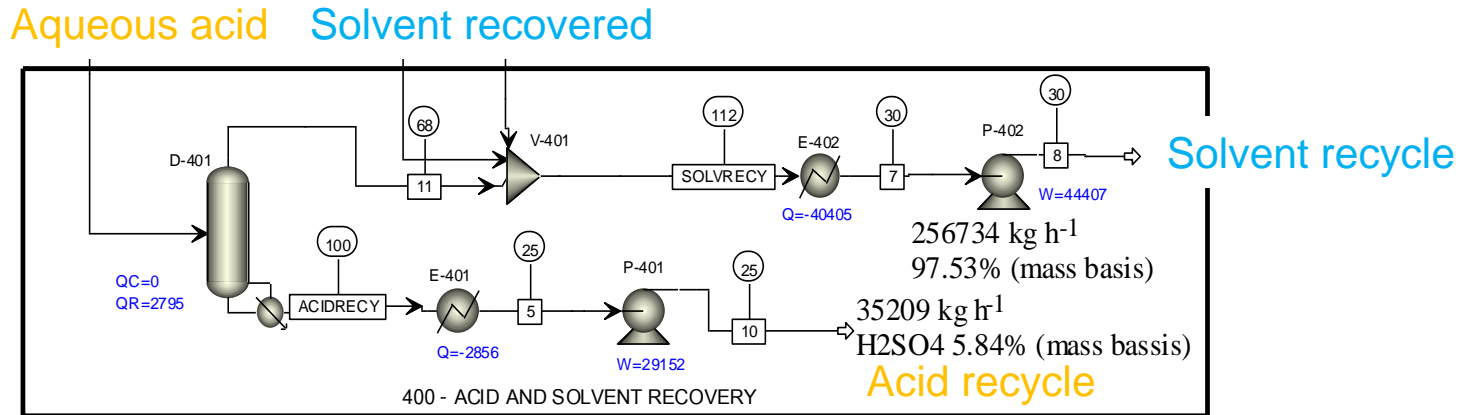 Aqueous acid
Solvent recovered
68
V-401
112
E-402
30
P-402
30
D-401
11
SOLVRECY
7
8
Solvent recycle
W=44407
Q=-40405
256734 kg h-1
97.53% (mass basis)
100
E-401
25
P-401
25
QC=0
QR=2795
ACIDRECY
5
10
35209 kg h-1
H2SO4 5.84% (mass bassis)
Q=-2856
W=29152
Acid recycle
400 - ACID AND SOLVENT RECOVERY